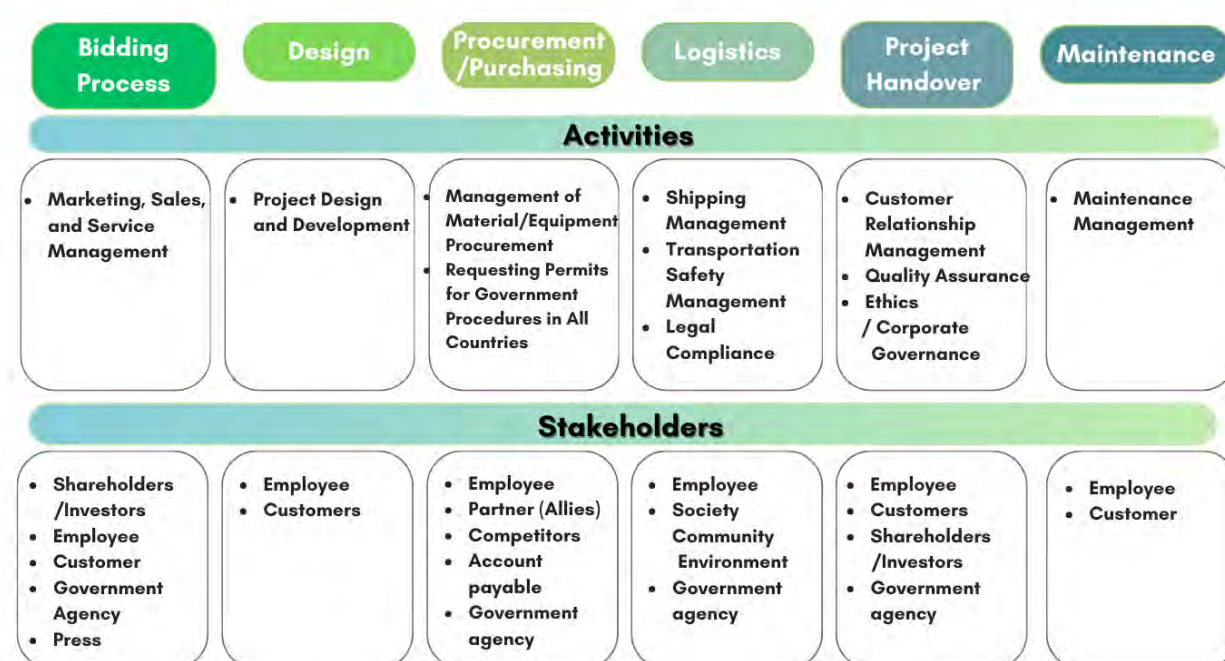 Bidding
Process
Design
Procurement
/Purchasing
Logistics
Project
Handover
Maintenance
Activities
• Marketing, Sales,
and Service
Management
• Project Design
and Development
• Management of
Material/Equipment
Procurement
• Requesting Permits
for Government
Procedures in All
Countries
• Shipping
Management
• Transportation
Safety
Management
• Legal
Compliance
• Customer
Relationship
Management
• Quality Assurance
• Ethics
/ Corporate
Governance
• Maintenance
Management
Stakeholders
• Shareholders
/Investors
• Employee
• Customer
• Government
Agency
• Press
• Employee
• Customers
• Employee
• Partner (Allies)
• Competitors
• Account
payable
• Government
agency
• Employee
• Society
Community
Environment
• Government
agency
• Employee
• Customers
• Shareholders
/Investors
• Government
agency
• Employee
• Customer